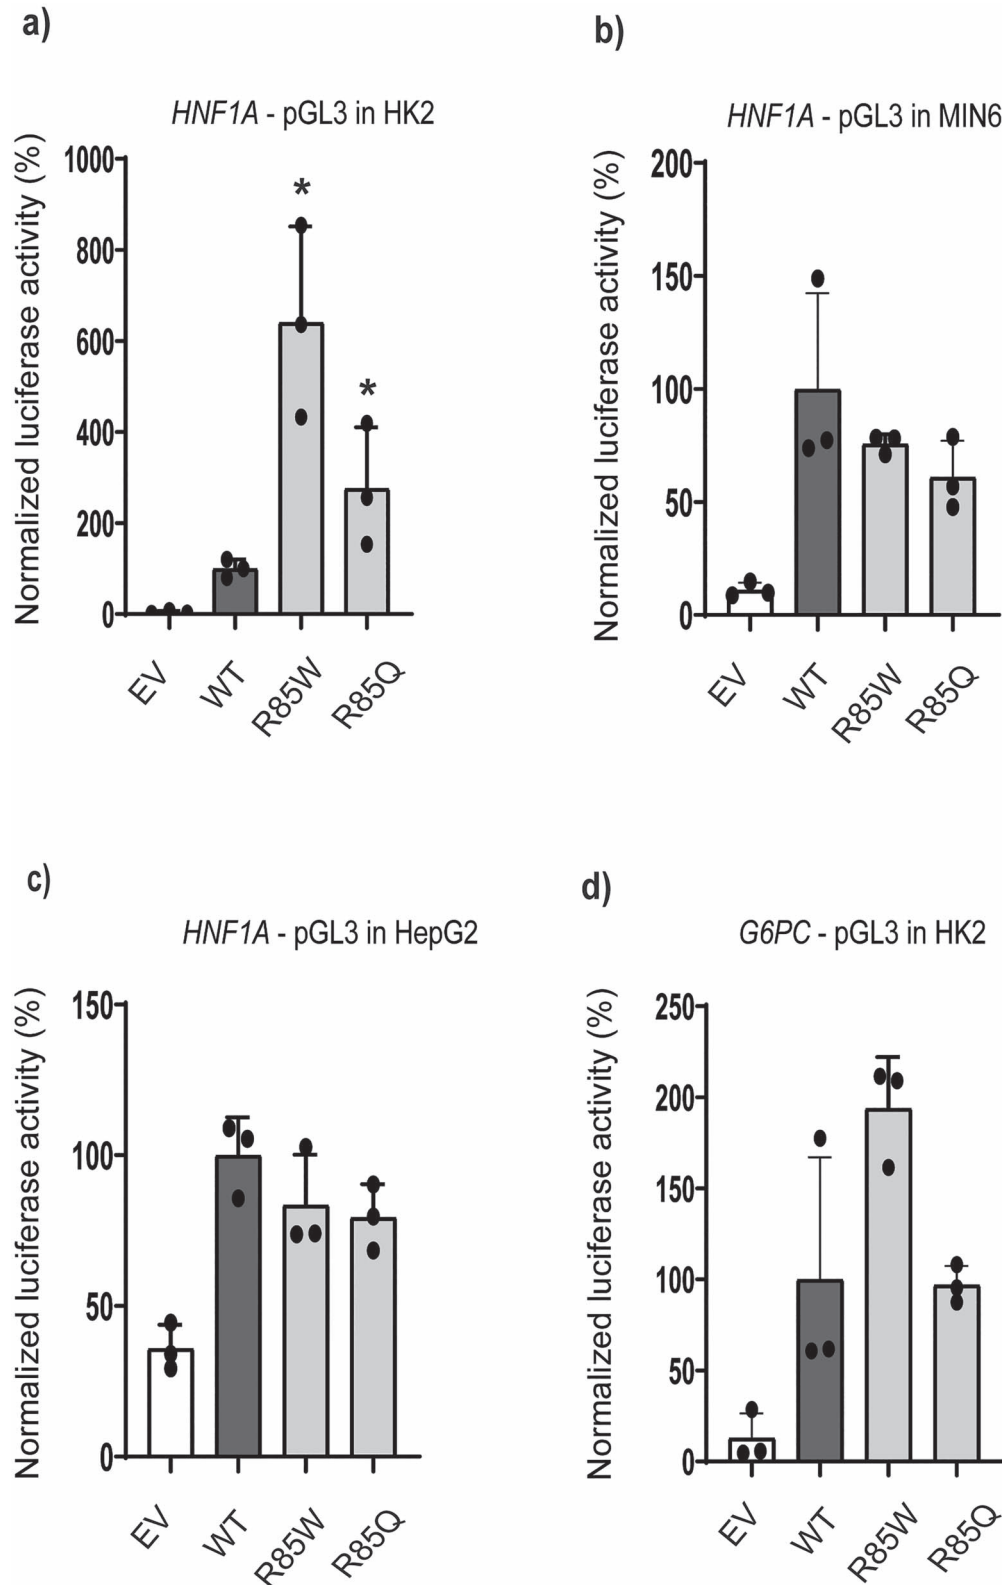 a)
HNF1A - pGL3 in HK2
Normalized luciferase activity (%)
1000
800
600
400
200
0
*
*
EV
WT
R85W
R85Q
b)
HNF1A - pGL3 in MIN6
Normalized luciferase activity (%)
200
150
100
50
0
EV
WT
R85W
R85Q
c)
HNF1A - pGL3 in HepG2
Normalized luciferase activity (%)
150
100
50
0
EV
WT
R85W
R85Q
d)
G6PC - pGL3 in HK2
Normalized luciferase activity (%)
250
200
150
100
50
0
EV
WT
R85W
R85Q